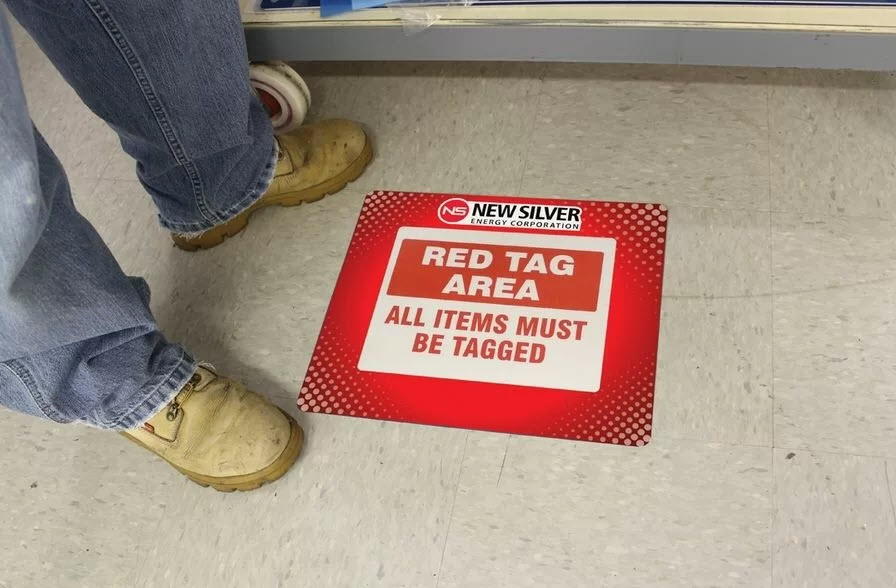 NS NEW SILVER
ENERGY CORPORATION
RED TAG
AREA
ALL ITEMS MUST
BE TAGGED